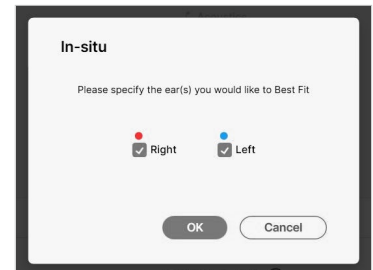 In-situ
Please specify the ear(s) you would like to Best Fit
Right Left
OK Cancel